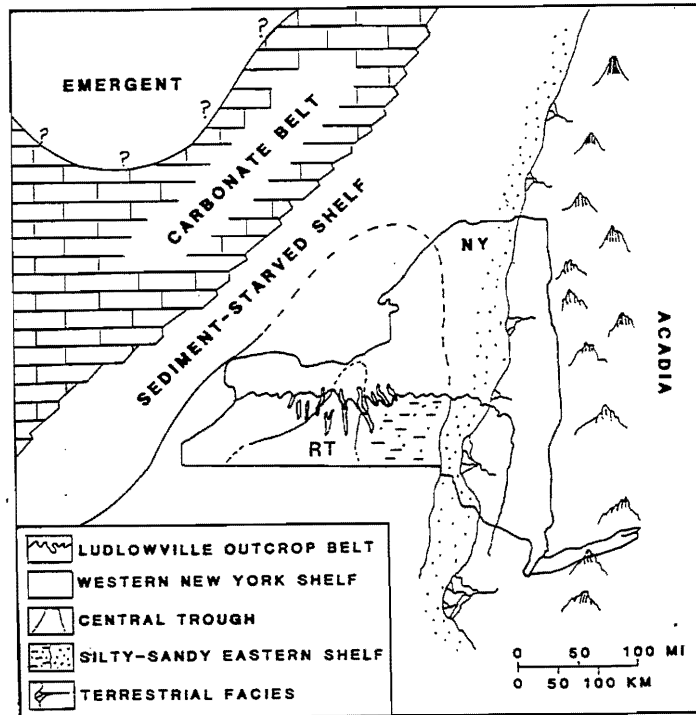 EMERGENT
? ? ? ?
CARBONATE BELT
SEDIMENT-STARVED SHELF
NY
ACADIA
RT
LUDLOWVILLE OUTCROP BELT
WESTERN NEW YORK SHELF
CENTRAL TROUGH
SILTY-SANDY EASTERN SHELF
TERRESTRIAL FACIES
0 50 100 MI
0 50 100 KM